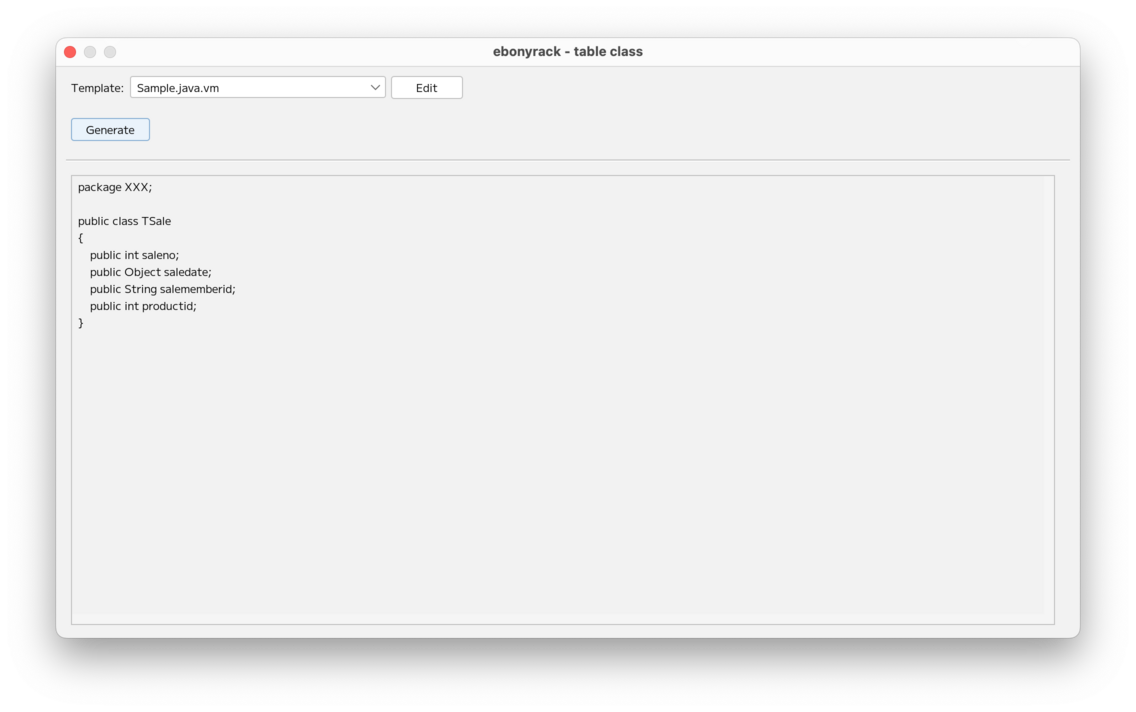 ebonyrack - table class
Template: Sample.java.vm Edit
Generate
package XXX;
public class TSale
{
public int saleno;
public Object saledate;
public String salememberid;
public int productid;
}